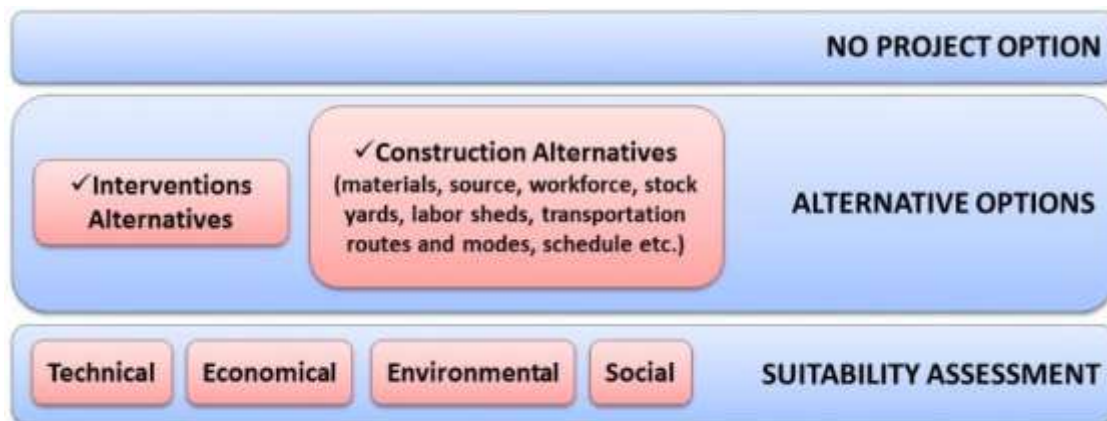 NO PROJECT OPTION
✓Interventions
Alternatives
✓Construction Alternatives
(materials, source, workforce, stock
yards, labor sheds, transportation
routes and modes, schedule etc.)
ALTERNATIVE OPTIONS
Technical
Economical
Environmental
Social
SUITABILITY ASSESSMENT